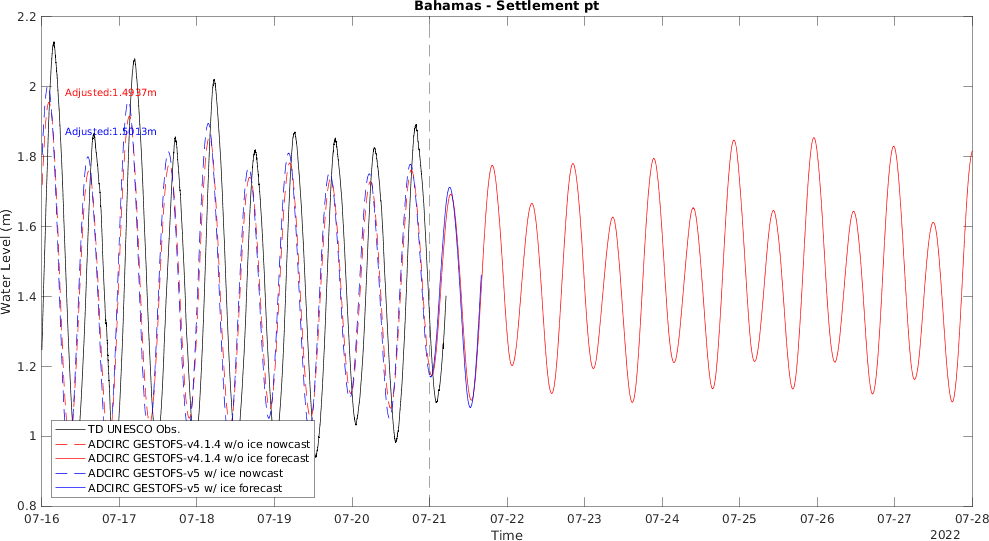 Bahamas - Settlement pt
2.2
2
1.8
1.6
1.4
1.2
1
0.8
Water Level (m)
Adjusted:1.4937m
Adjusted:1.5013m
TD UNESCO Obs.
ADCIRC GESTOFS-v4.1.4 w/o ice nowcast
ADCIRC GESTOFS-v4.1.4 w/o ice forecast
ADCIRC GESTOFS-v5 w/ ice nowcast
ADCIRC GESTOFS-v5 w/ ice forecast
07-16 07-17 07-18 07-19 07-20 07-21 07-22 07-23 07-24 07-25 07-26 07-27 07-28
Time
2022